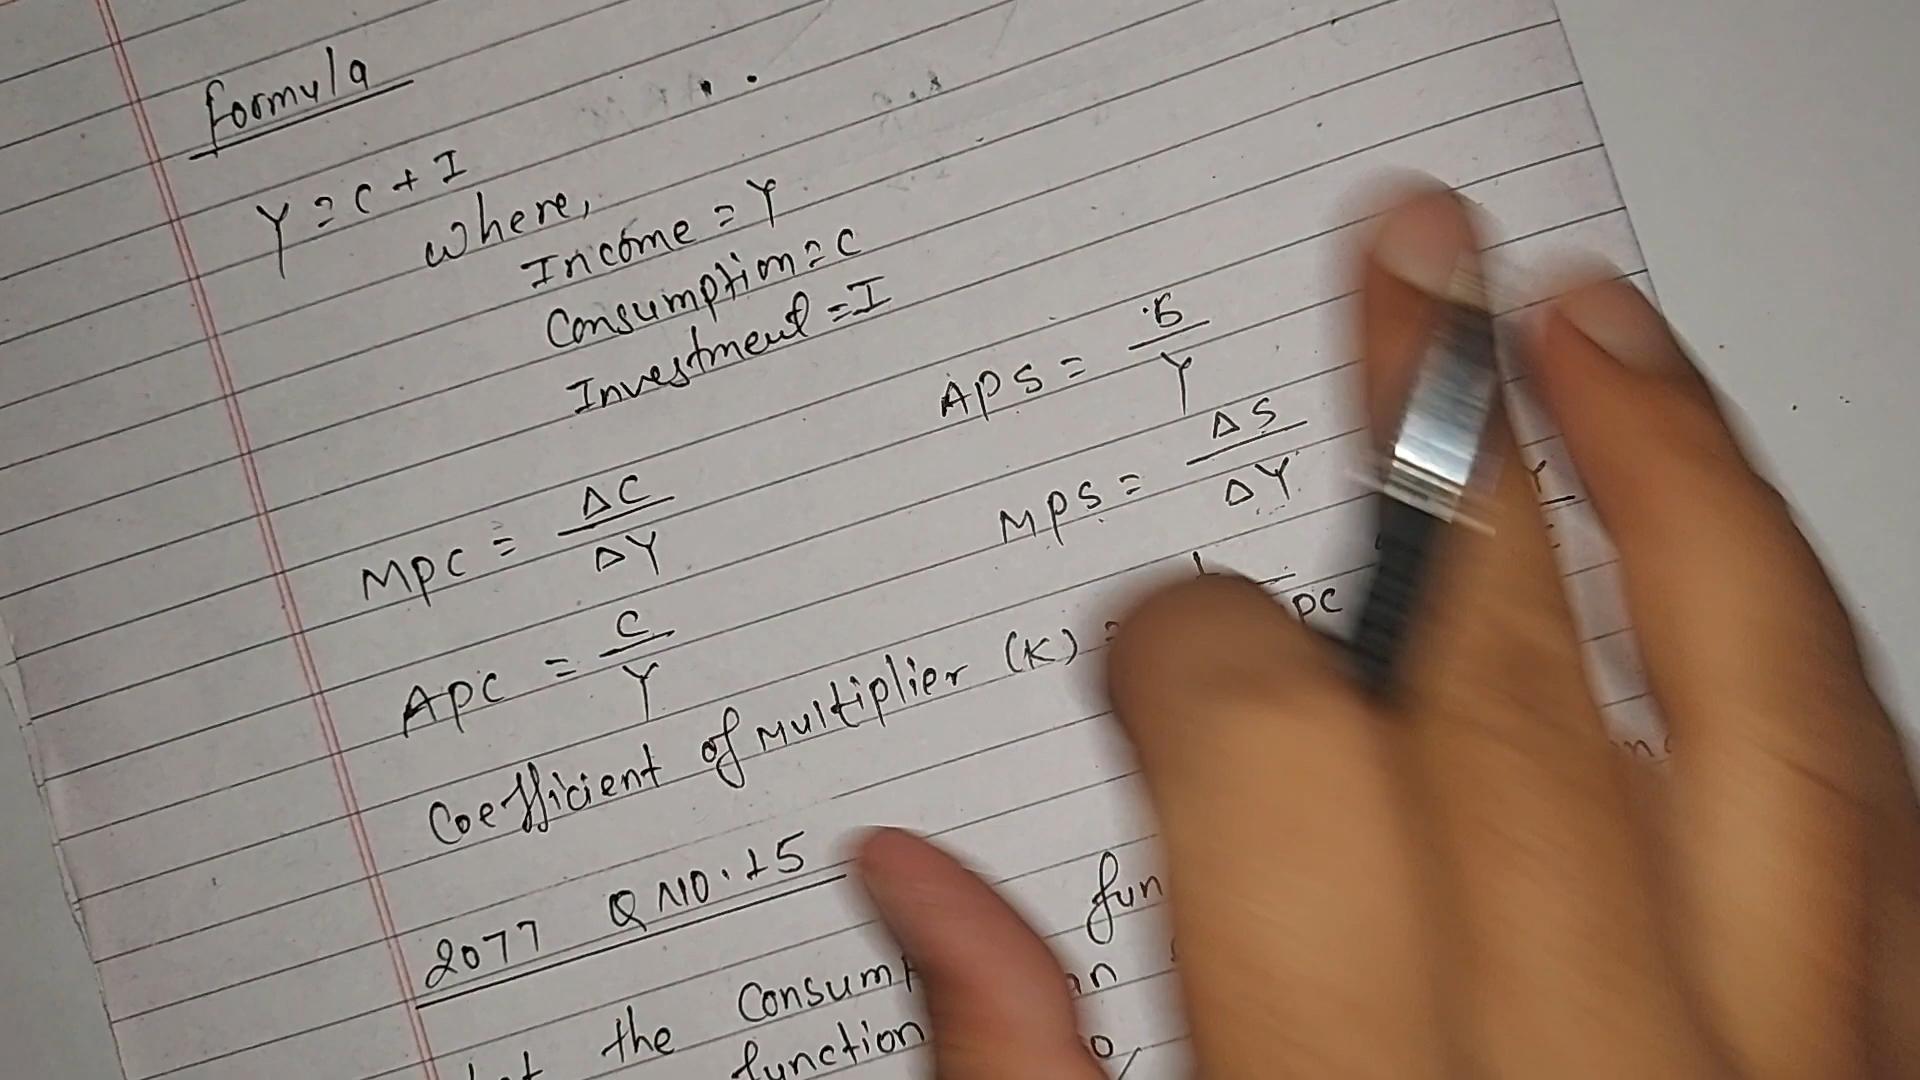 Formula
Y = C + I
where,
Income = Y
Consumption = C
Investment = I
APS = S/Y
MPS = ΔS/ΔY
MPC = ΔC/ΔY
APC = C/Y
Coefficient of Multiplier (K) =
2077 Q NO. 15
the Consum fun
function